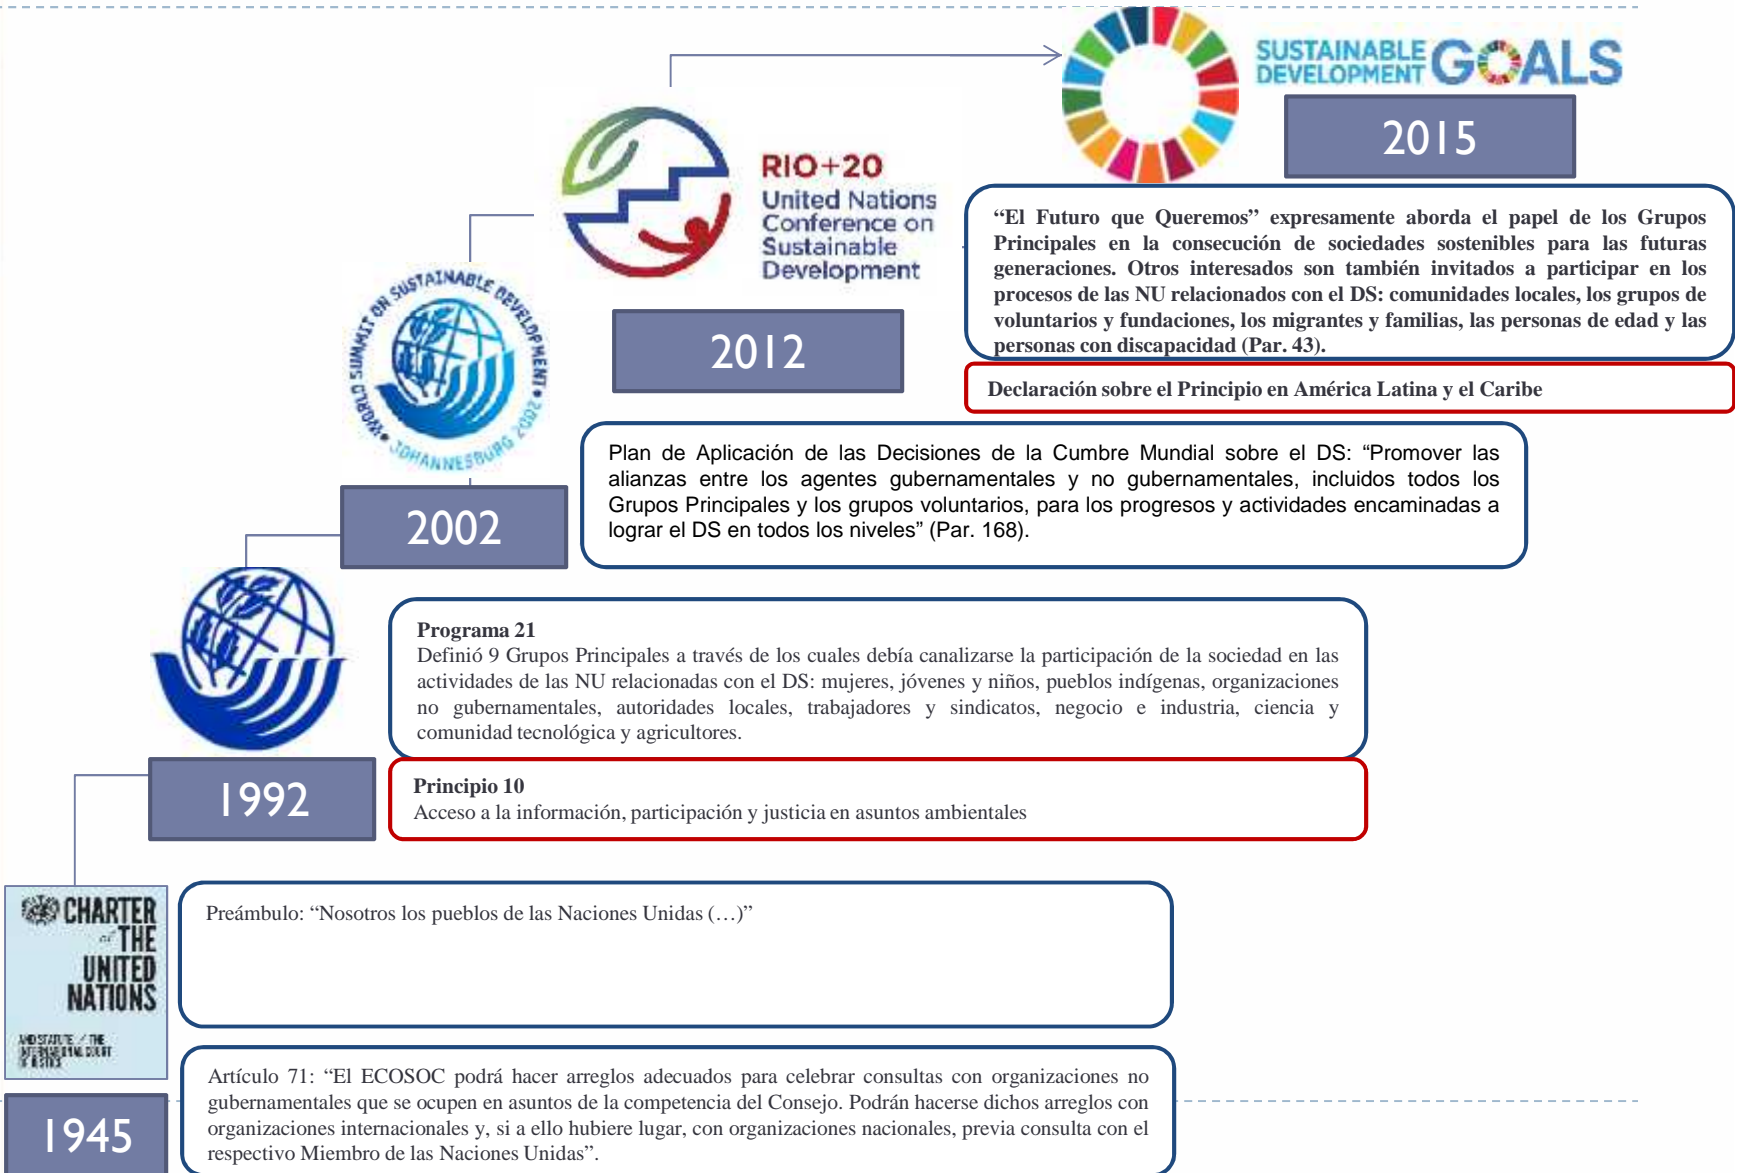 SUSTAINABLE
DEVELOPMENT GOALS
2015
RIO+20
United Nations
Conference on
Sustainable
Development
2012
“El Futuro que Queremos” expresamente aborda el papel de los Grupos
Principales en la consecución de sociedades sostenibles para las futuras
generaciones. Otros interesados son también invitados a participar en los
procesos de las NU relacionados con el DS: comunidades locales, los grupos de
voluntarios y fundaciones, los migrantes y familias, las personas de edad y las
personas con discapacidad (Par. 43).
Declaración sobre el Principio en América Latina y el Caribe
WORLD SUMMIT ON SUSTAINABLE DEVELOPMENT
JOHANNESBURG 2002
2002
Plan de Aplicación de las Decisiones de la Cumbre Mundial sobre el DS: “Promover las
alianzas entre los agentes gubernamentales y no gubernamentales, incluidos todos los
Grupos Principales y los grupos voluntarios, para los progresos y actividades encaminadas a
lograr el DS en todos los niveles” (Par. 168).
1992
Programa 21
Definió 9 Grupos Principales a través de los cuales debía canalizarse la participación de la sociedad en las
actividades de las NU relacionadas con el DS: mujeres, jóvenes y niños, pueblos indígenas, organizaciones
no gubernamentales, autoridades locales, trabajadores y sindicatos, negocio e industria, ciencia y
comunidad tecnológica y agricultores.
Principio 10
Acceso a la información, participación y justicia en asuntos ambientales
CHARTER
of THE
UNITED
NATIONS
AND STATUTE OF THE
INTERNATIONAL COURT
OF JUSTICE
1945
Preámbulo: “Nosotros los pueblos de las Naciones Unidas (…)”
Artículo 71: “El ECOSOC podrá hacer arreglos adecuados para celebrar consultas con organizaciones no
gubernamentales que se ocupen en asuntos de la competencia del Consejo. Podrán hacerse dichos arreglos con
organizaciones internacionales y, si a ello hubiere lugar, con organizaciones nacionales, previa consulta con el
respectivo Miembro de las Naciones Unidas”.